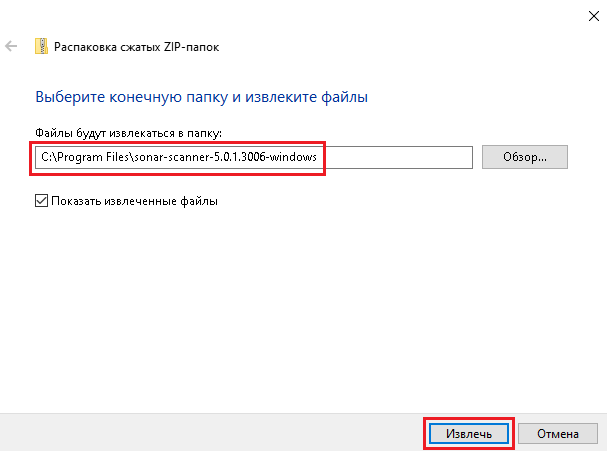 Распаковка сжатых ZIP-папок
Выберите конечную папку и извлеките файлы
Файлы будут извлекаться в папку:
C:\Program Files\sonar-scanner-5.0.1.3006-windows
Обзор...
Показать извлеченные файлы
Извлечь
Отмена